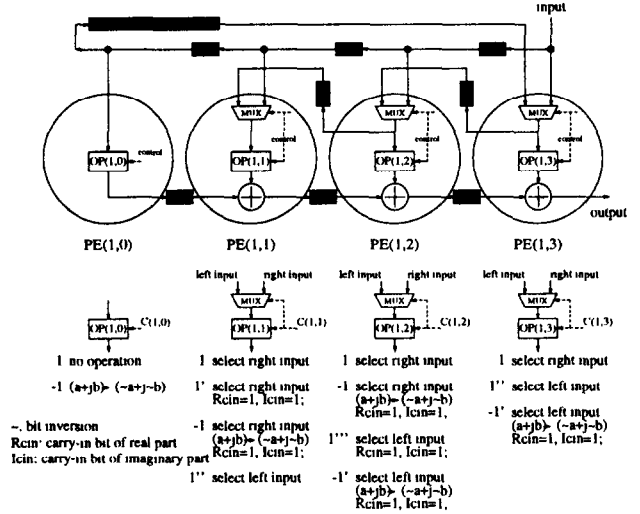 input
MUX
MUX
MUX
control
control
control
control
OP(1,0)
OP(1,1)
OP(1,2)
OP(1,3)
output
PE(1,0)
PE(1,1)
PE(1,2)
PE(1,3)
left input right input
left input right input
left input right input
MUX
MUX
MUX
OP(1,0)
C(1,0)
OP(1,1)
C(1,1)
OP(1,2)
C(1,2)
OP(1,3)
C(1,3)
1 no operation
-1 (a+jb)→ (~a+j~b)
1 select right input
1' select right input
Rcin=1, Icin=1;
-1 select right input
(a+jb)→ (~a+j~b)
Rcin=1, Icin=1;
1'' select left input
1 select right input
-1 select right input
(a+jb)→ (~a+j~b)
Rcin=1, Icin=1,
1''' select left input
Rcin=1, Icin=1;
-1' select left input
(a+jb)→ (~a+j~b)
Rcin=1, Icin=1,
1 select right input
1'' select left input
-1' select left input
(a+jb)→ (~a+j~b)
Rcin=1, Icin=1;
~. bit inversion
Rcin: carry-in bit of real part
Icin: carry-in bit of imaginary part